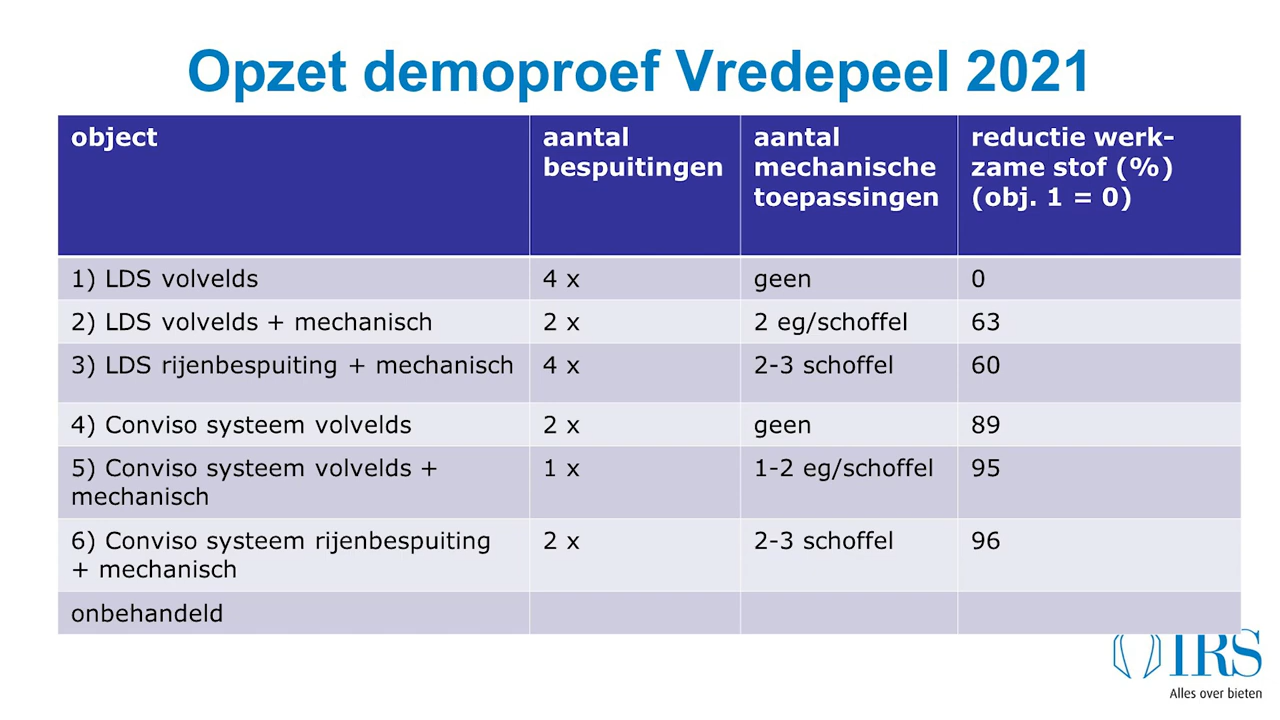 Opzet demoproef Vredepeel 2021
object
aantal
bespuitingen
aantal
mechanische
toepassingen
reductie werk-
zame stof (%)
(obj. 1 = 0)
1) LDS volvelds
4 x
geen
0
2) LDS volvelds + mechanisch
2 x
2 eg/schoffel
63
3) LDS rijenbespuiting + mechanisch
4 x
2-3 schoffel
60
4) Conviso systeem volvelds
2 x
geen
89
5) Conviso systeem volvelds +
mechanisch
1 x
1-2 eg/schoffel
95
6) Conviso systeem rijenbespuiting
+ mechanisch
2 x
2-3 schoffel
96
onbehandeld
IRS
Alles over bieten